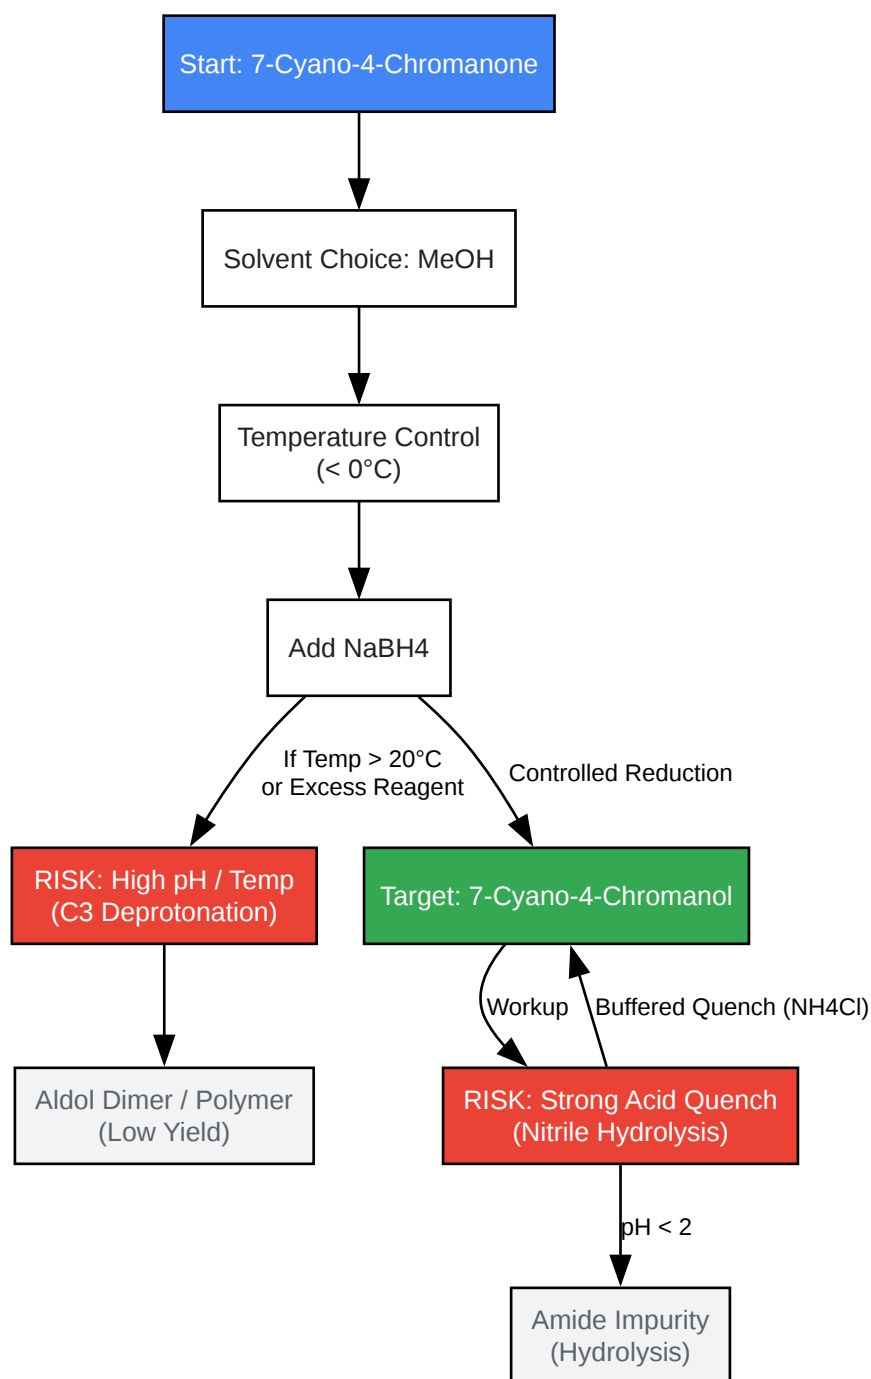 Start: 7-Cyano-4-Chromanone
Solvent Choice: MeOH
Temperature Control
(< 0°C)
Add NaBH4
If Temp > 20°C
or Excess Reagent
Controlled Reduction
RISK: High pH / Temp
(C3 Deprotonation)
Target: 7-Cyano-4-Chromanol
Workup
Buffered Quench (NH4Cl)
Aldol Dimer / Polymer
(Low Yield)
RISK: Strong Acid Quench
(Nitrile Hydrolysis)
pH < 2
Amide Impurity
(Hydrolysis)